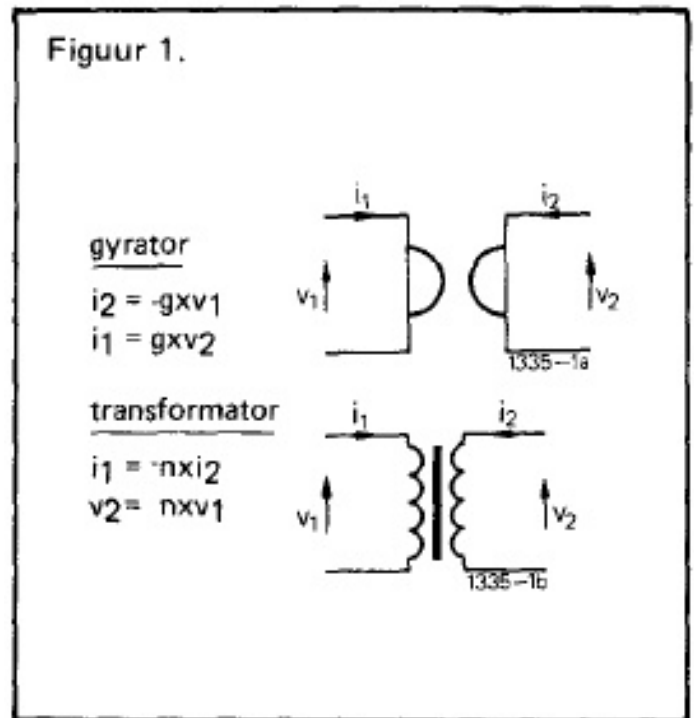 Figuur 1.
gyrator
i2 = -gxv1
i1 = gxv2
i1
i2
v1
v2
1335-1a
transformator
i1 = -nxi2
v2= nxv1
i1
i2
v1
v2
1335-1b